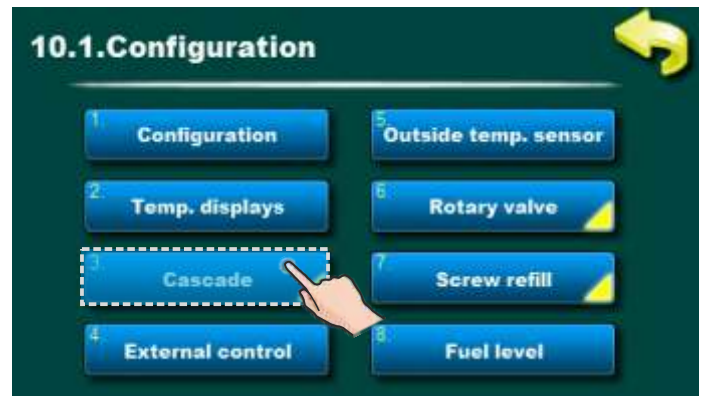 10.1.Configuration
1
Configuration
2.
Temp. displays
3.
Cascade
4
External control
5.
Outside temp. sensor
6
Rotary valve
7
Screw refill
8.
Fuel level